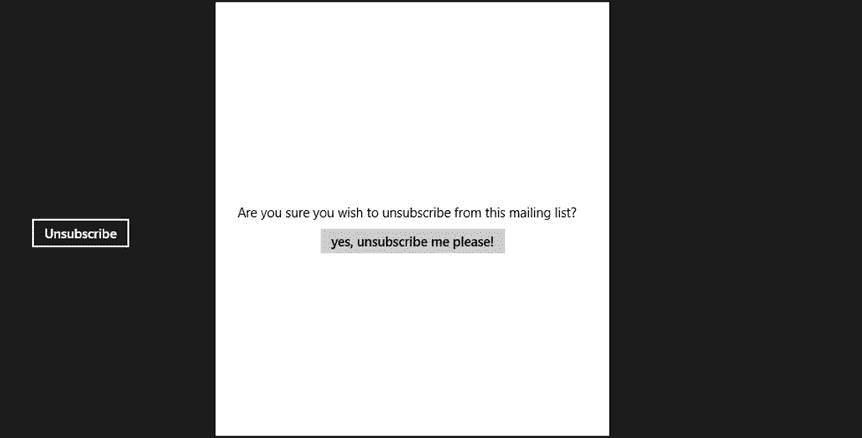 Unsubscribe
Are you sure you wish to unsubscribe from this mailing list?
yes, unsubscribe me please!